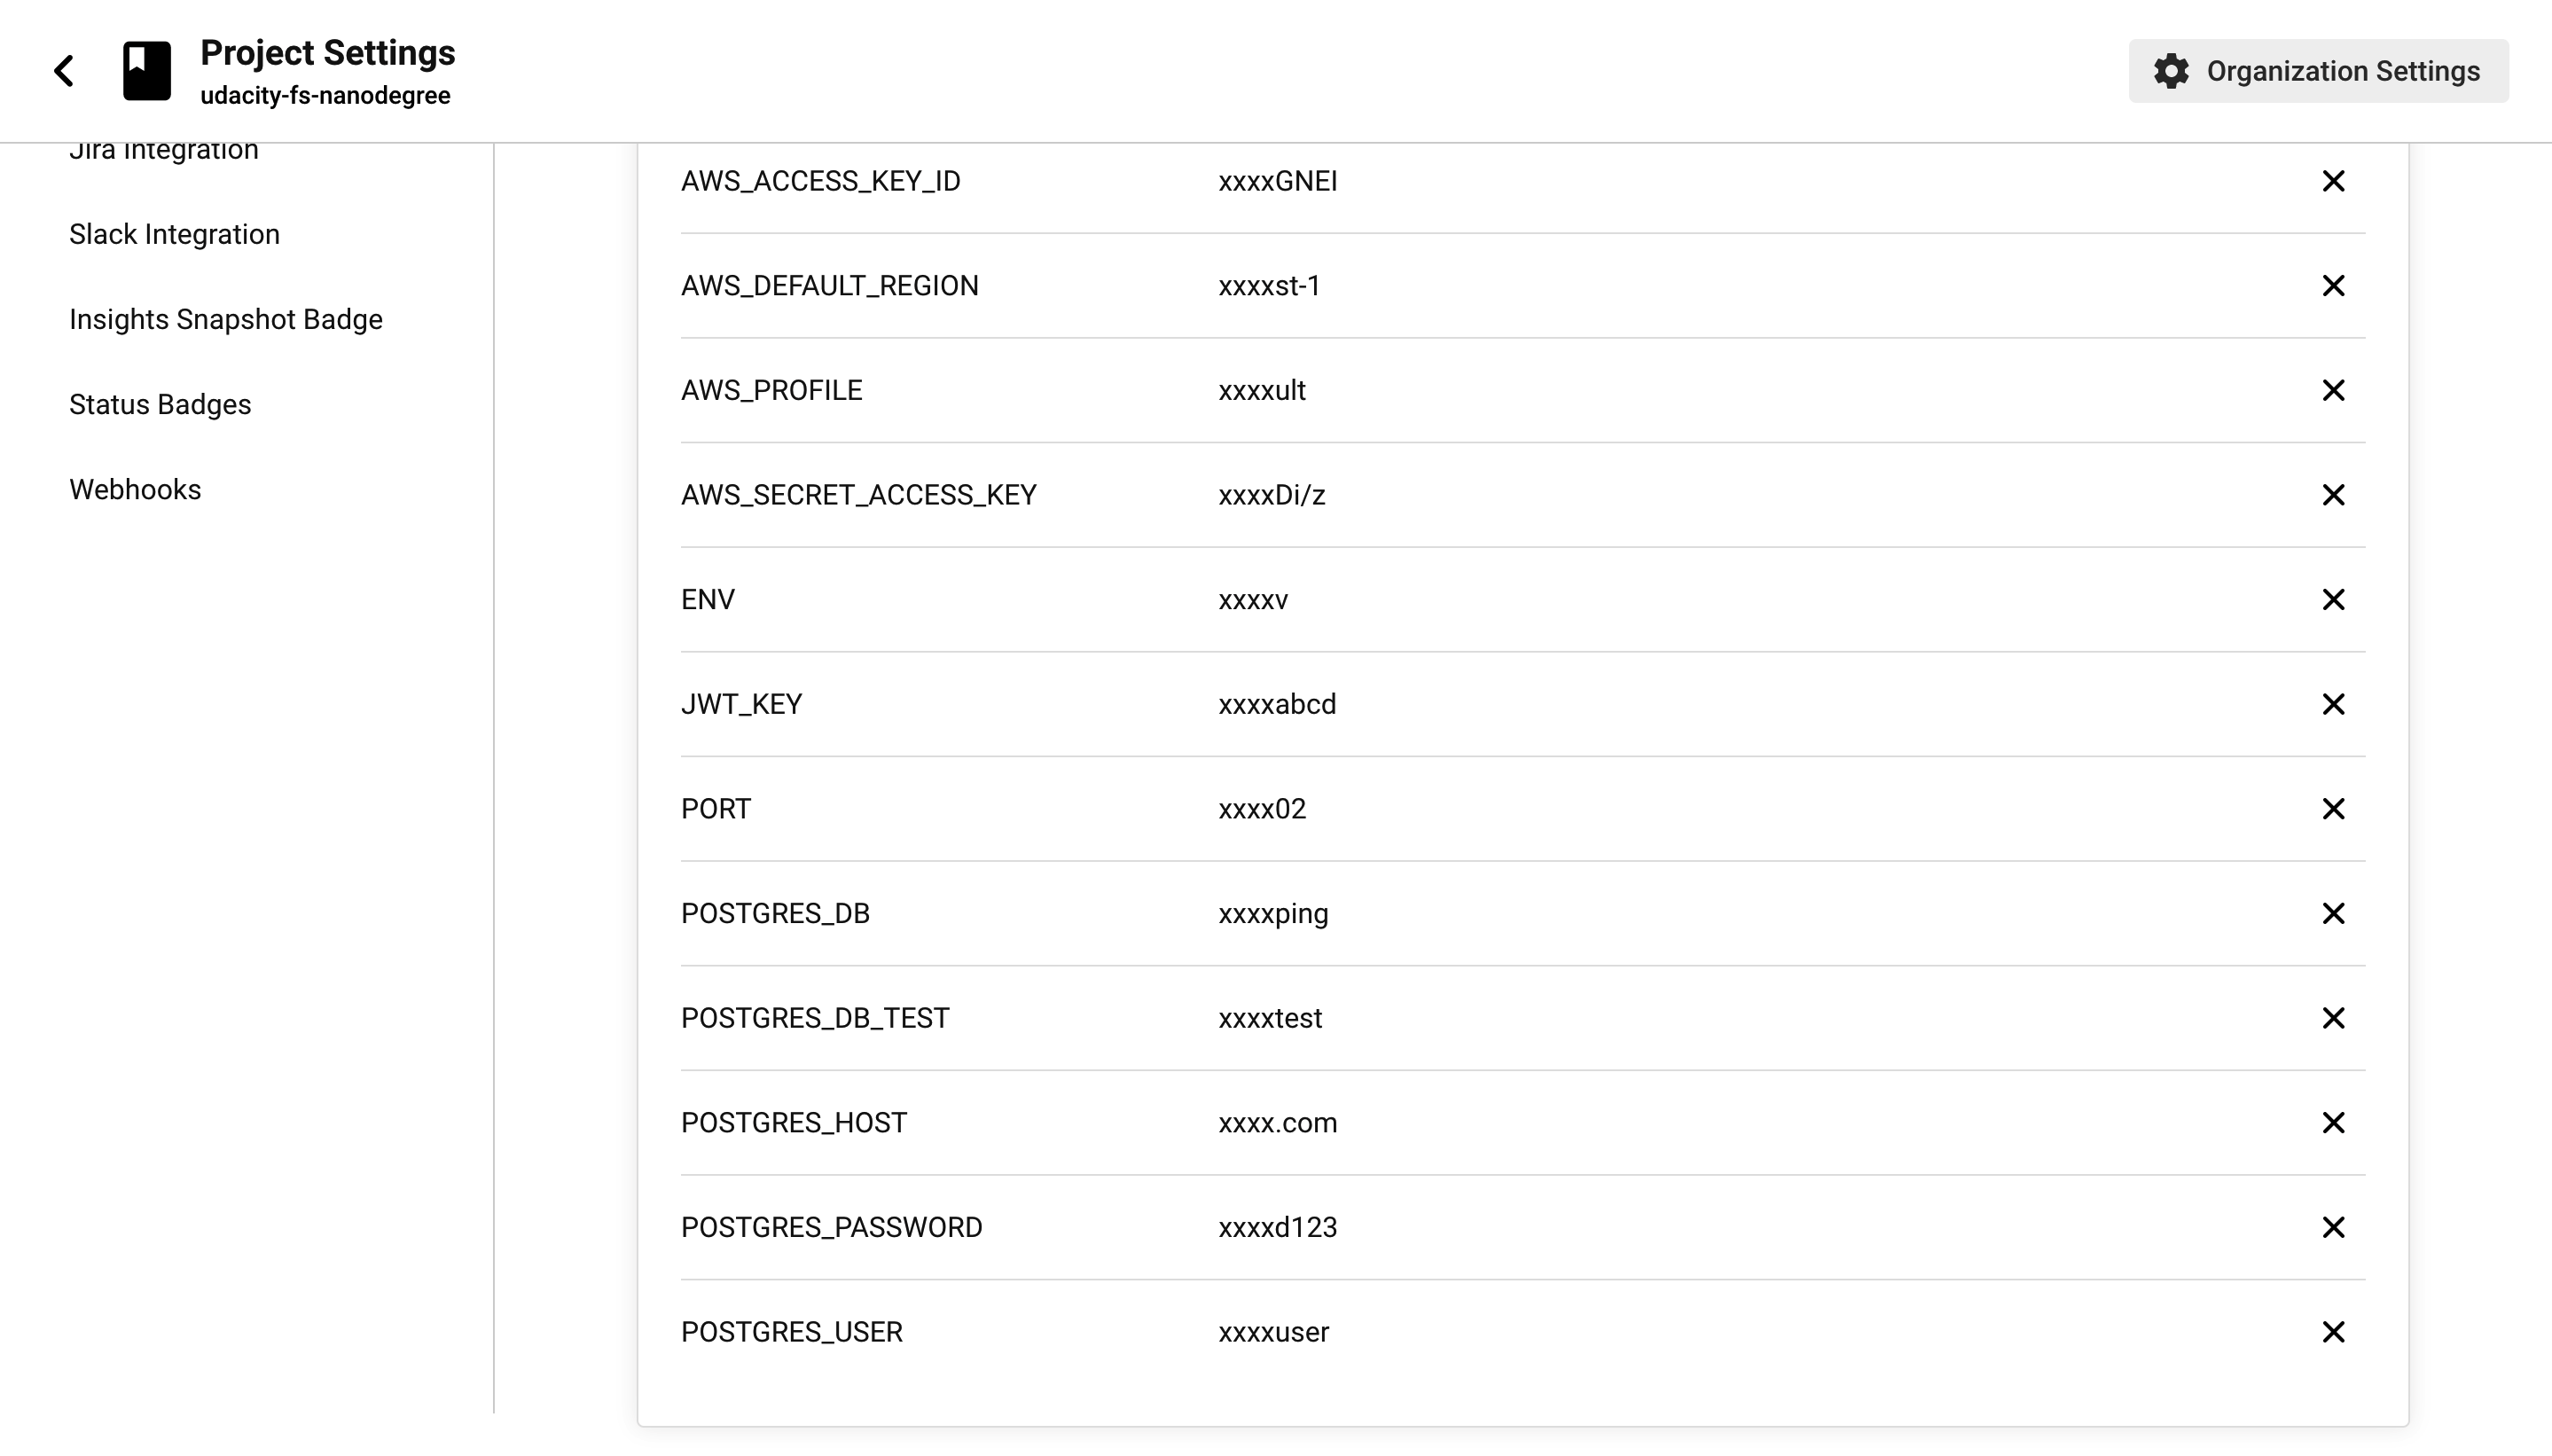 Project Settings
udacity-fs-nanodegree
Organization Settings
Jira Integration
Slack Integration
Insights Snapshot Badge
Status Badges
Webhooks
AWS_ACCESS_KEY_ID xxxxGNEI
AWS_DEFAULT_REGION xxxxst-1
AWS_PROFILE xxxxult
AWS_SECRET_ACCESS_KEY xxxxDi/z
ENV xxxxv
JWT_KEY xxxxabcd
PORT xxxx02
POSTGRES_DB xxxxping
POSTGRES_DB_TEST xxxxtest
POSTGRES_HOST xxxx.com
POSTGRES_PASSWORD xxxxd123
POSTGRES_USER xxxxuser